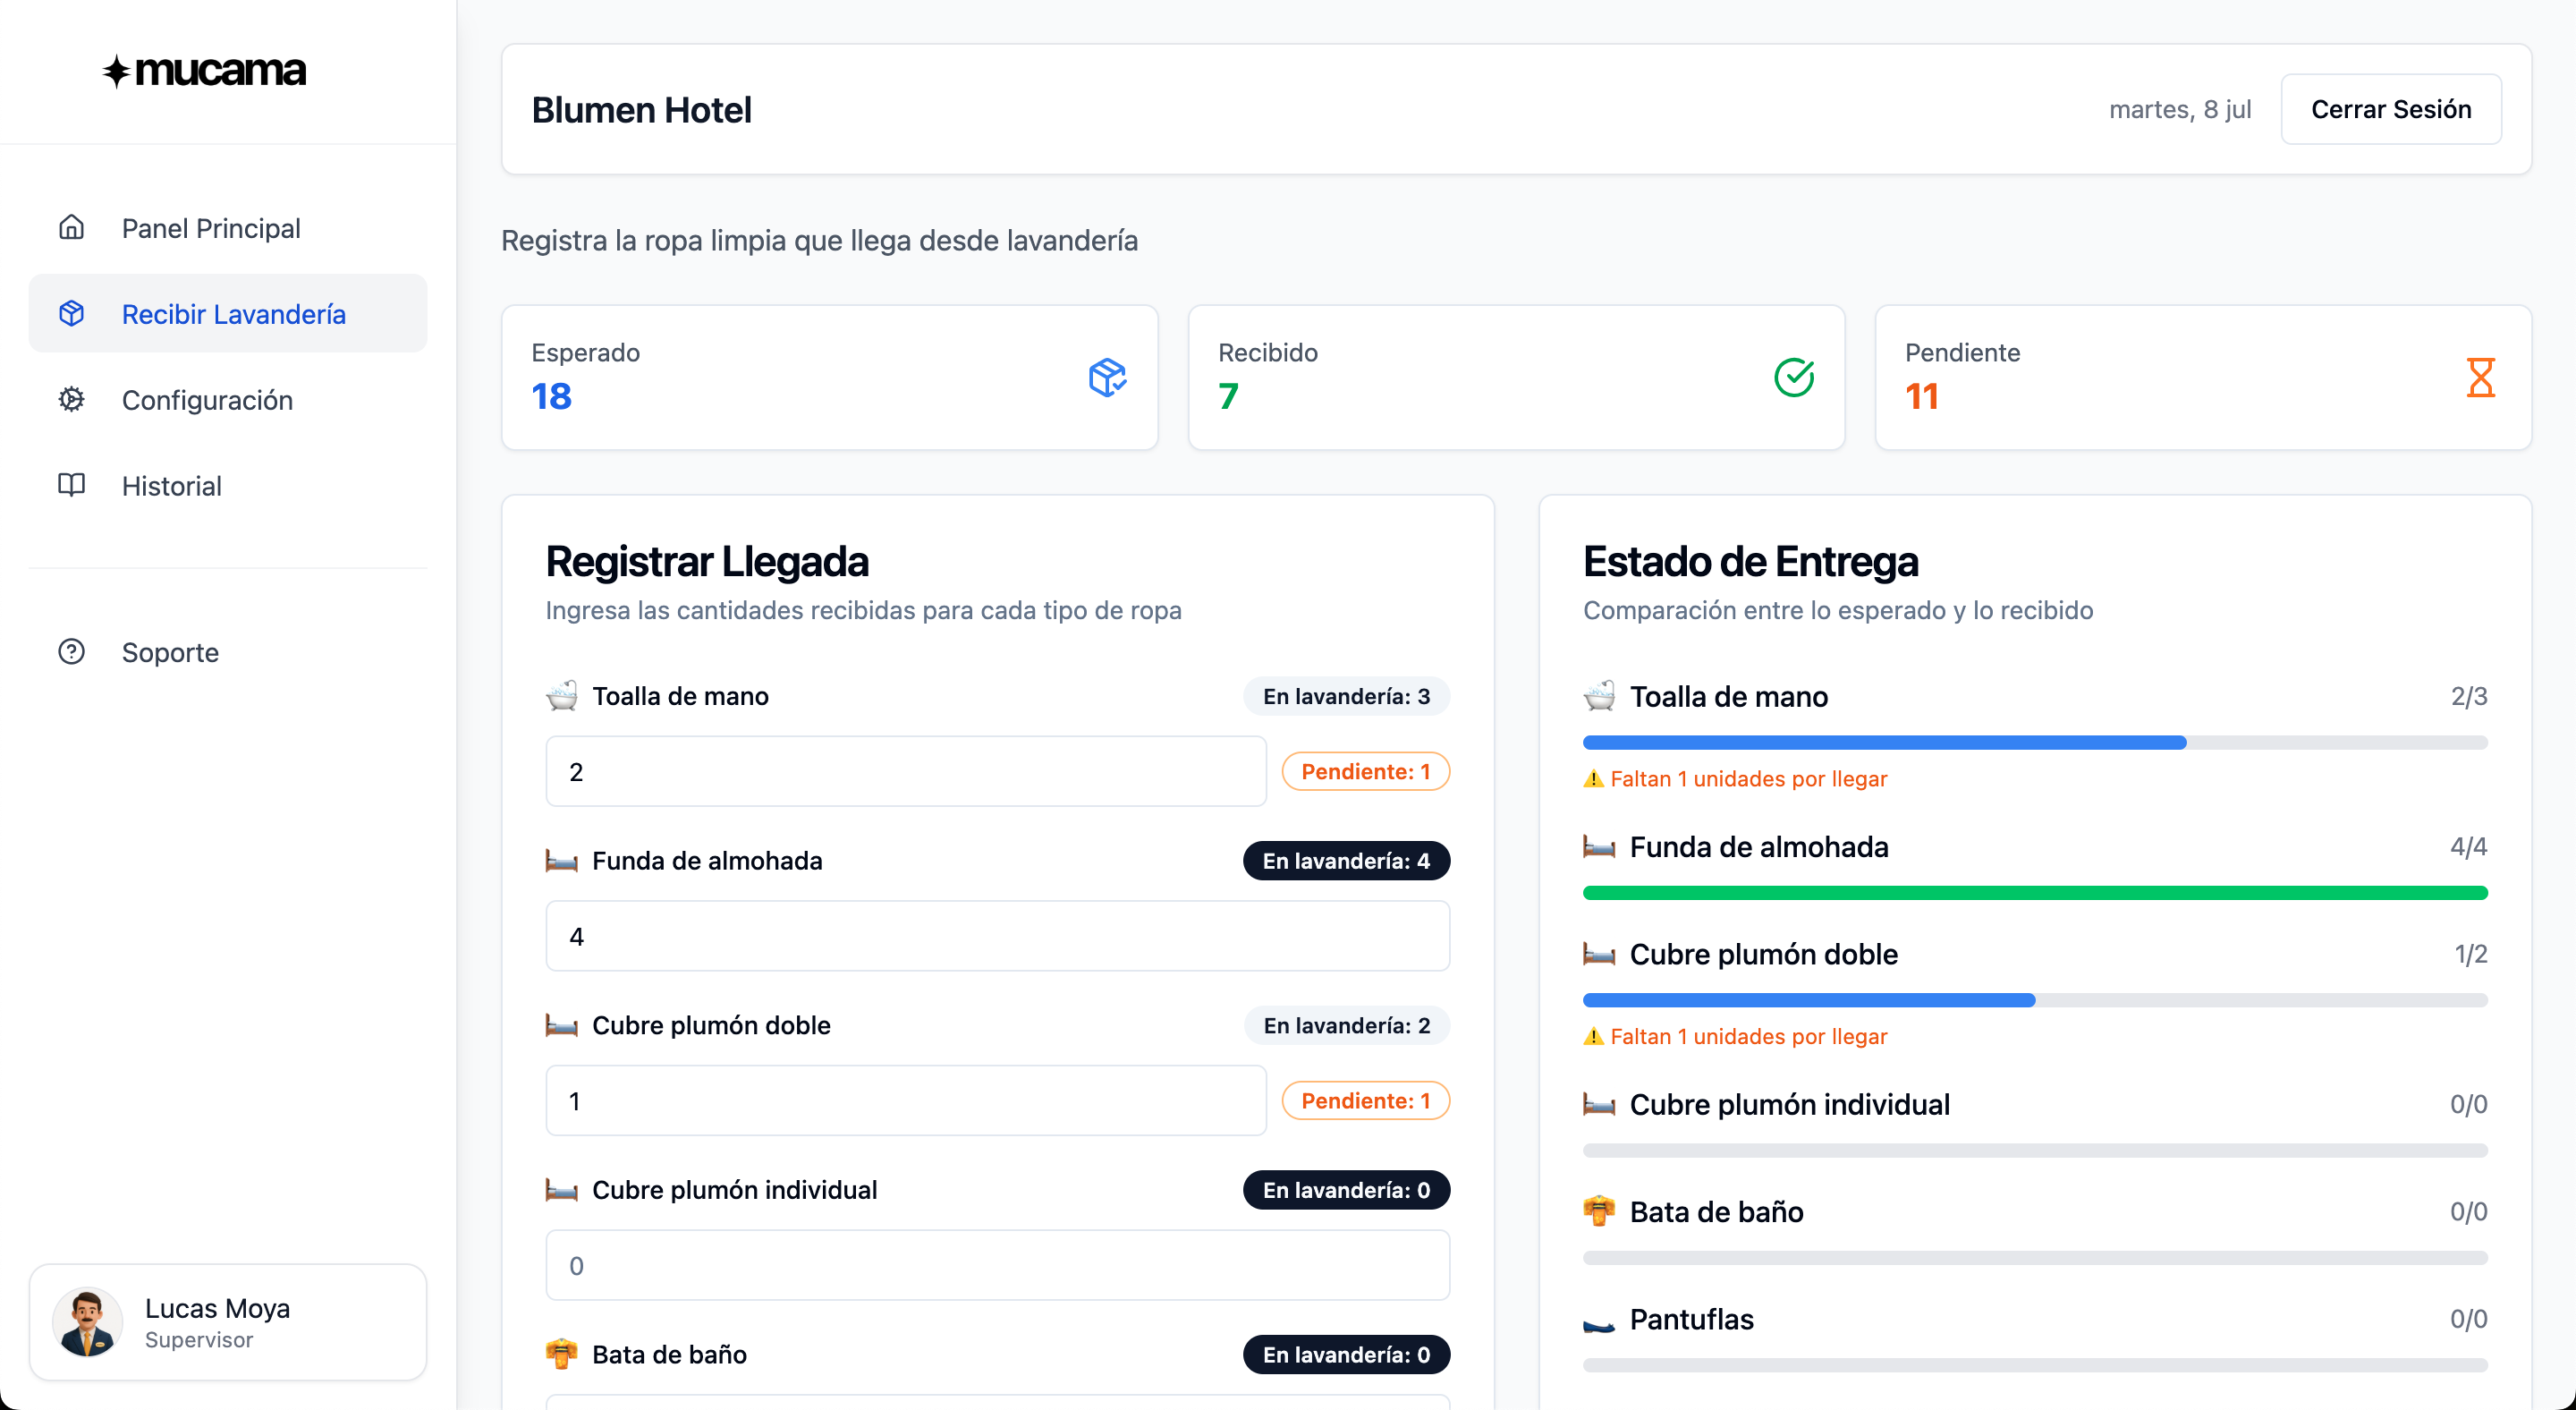 mucama
Panel Principal
Recibir Lavandería
Configuración
Historial
Soporte
Lucas Moya
Supervisor
Blumen Hotel
martes, 8 jul
Cerrar Sesión
Registra la ropa limpia que llega desde lavandería
Esperado
18
Recibido
7
Pendiente
11
Registrar Llegada
Ingresa las cantidades recibidas para cada tipo de ropa
Toalla de mano
En lavandería: 3
2
Pendiente: 1
Funda de almohada
En lavandería: 4
4
Cubre plumón doble
En lavandería: 2
1
Pendiente: 1
Cubre plumón individual
En lavandería: 0
0
Bata de baño
En lavandería: 0
Estado de Entrega
Comparación entre lo esperado y lo recibido
Toalla de mano
2/3
Faltan 1 unidades por llegar
Funda de almohada
4/4
Cubre plumón doble
1/2
Faltan 1 unidades por llegar
Cubre plumón individual
0/0
Bata de baño
0/0
Pantuflas
0/0